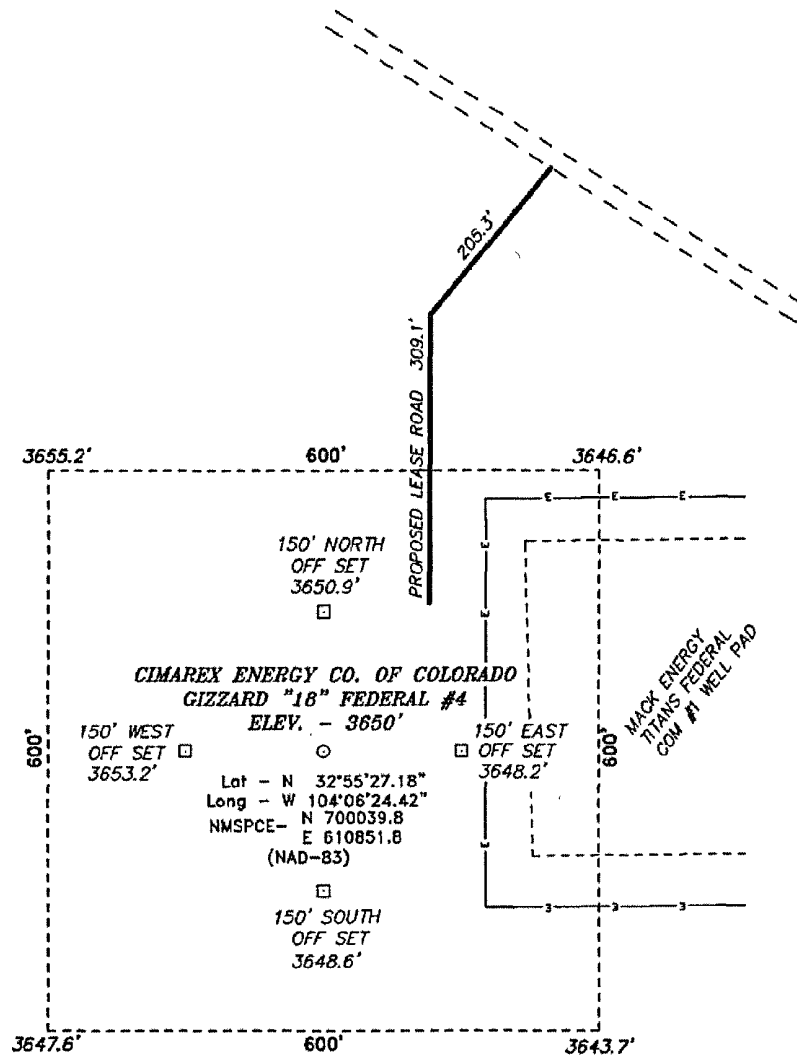 205.3'
PROPOSED LEASE ROAD 309.1'
3655.2'
600'
3646.6'
E E E
E
E
E
150' NORTH
OFF SET
3650.9'
MACK ENERGY
TITANS FEDERAL
COM #1 WELL PAD
CIMAREX ENERGY CO. OF COLORADO
GIZZARD "18" FEDERAL #4
ELEV. - 3650'
600'
150' WEST
OFF SET
3653.2'
150' EAST
OFF SET
3648.2'
600'
Lat - N 32°55'27.18"
Long - W 104°06'24.42"
NMSPCE- N 700039.8
E 610851.8
(NAD-83)
150' SOUTH
OFF SET
3648.6'
E E E
3647.6'
600'
3643.7'